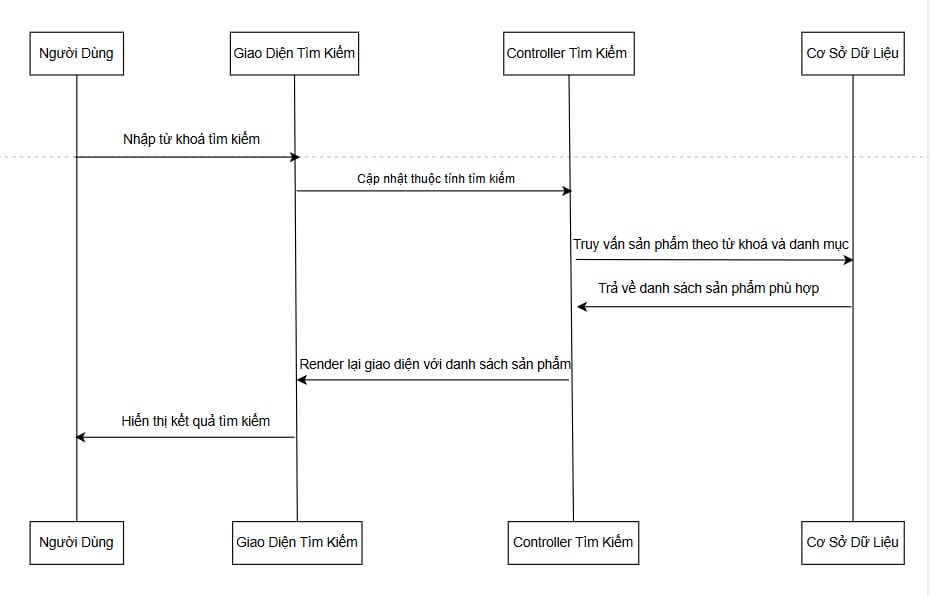 Người Dùng
Giao Diện Tìm Kiếm
Controller Tìm Kiếm
Cơ Sở Dữ Liệu
Nhập từ khoá tìm kiếm
Cập nhật thuộc tính tìm kiếm
Truy vấn sản phẩm theo từ khoá và danh mục
Trả về danh sách sản phẩm phù hợp
Render lại giao diện với danh sách sản phẩm
Hiển thị kết quả tìm kiếm
Người Dùng
Giao Diện Tìm Kiếm
Controller Tìm Kiếm
Cơ Sở Dữ Liệu